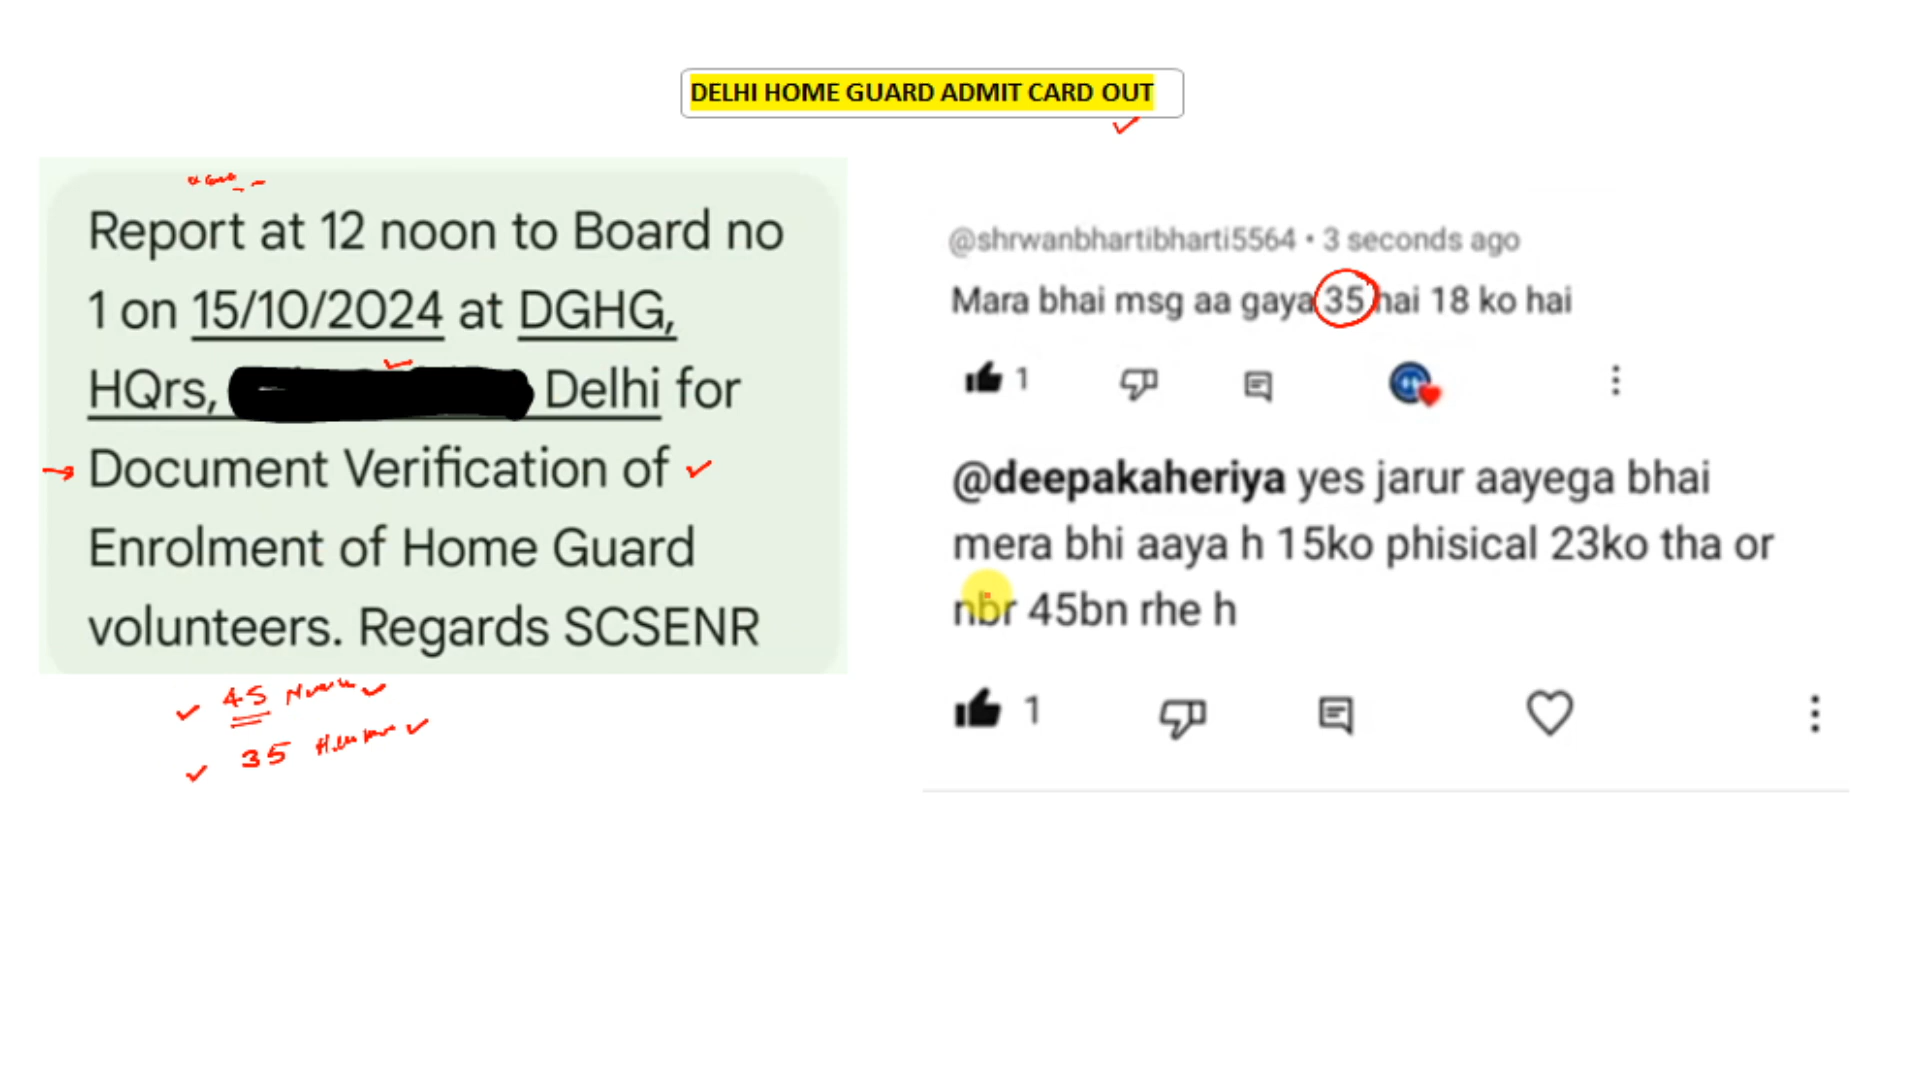 DELHI HOME GUARD ADMIT CARD OUT
Report at 12 noon to Board no
1 on 15/10/2024 at DGHG,
HQrs, Delhi for
Document Verification of
Enrolment of Home Guard
volunteers. Regards SCSENR
45
35
@shrwanbhartibharti5564 • 3 seconds ago
Mara bhai msg aa gaya 35 hai 18 ko hai
1
@deepakaheriya yes jarur aayega bhai
mera bhi aaya h 15ko phisical 23ko tha or
nbr 45bn rhe h
1